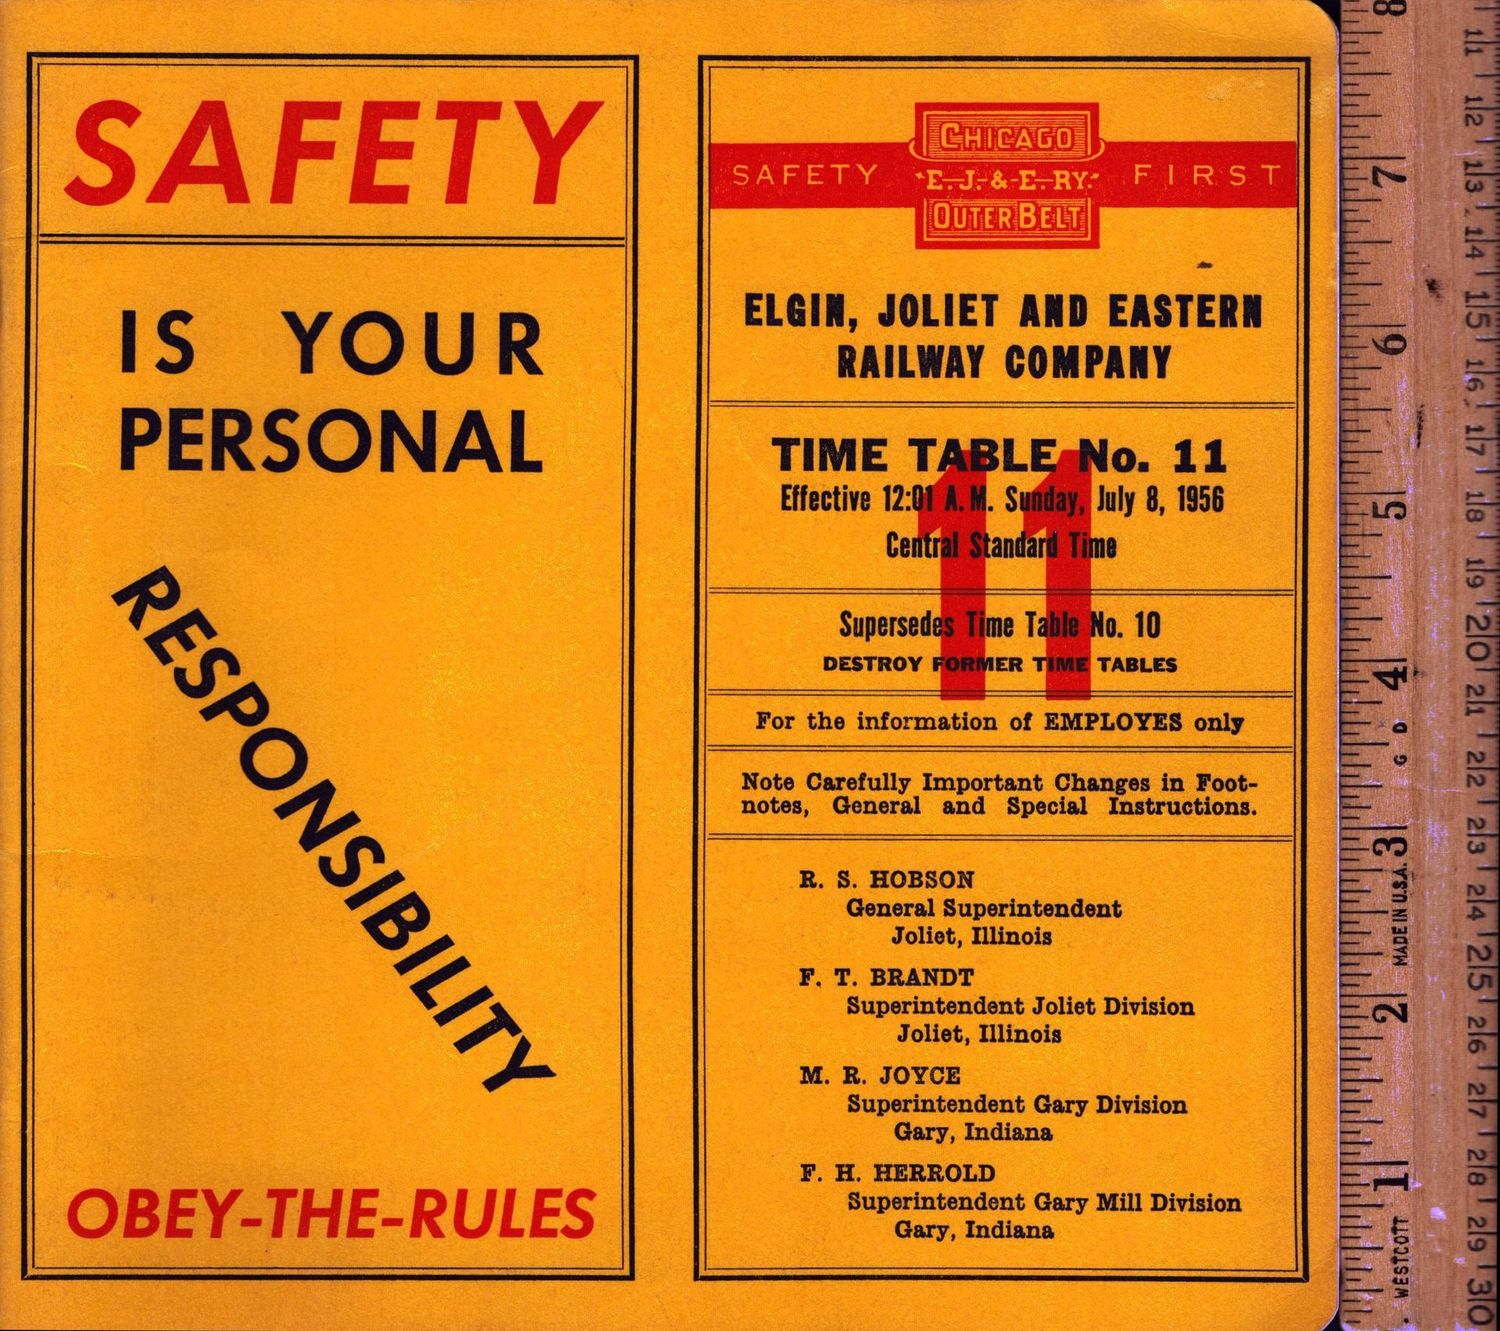 SAFETY
IS YOUR
PERSONAL
RESPONSIBILITY
OBEY-THE-RULES
CHICAGO
SAFETY E. J. & E. RY. FIRST
OUTER BELT
ELGIN, JOLIET AND EASTERN
RAILWAY COMPANY
11
TIME TABLE No. 11
Effective 12:01 A. M. Sunday, July 8, 1956
Central Standard Time
Supersedes Time Table No. 10
DESTROY FORMER TIME TABLES
For the information of EMPLOYES only
Note Carefully Important Changes in Foot-
notes, General and Special Instructions.
R. S. HOBSON
General Superintendent
Joliet, Illinois
F. T. BRANDT
Superintendent Joliet Division
Joliet, Illinois
M. R. JOYCE
Superintendent Gary Division
Gary, Indiana
F. H. HERROLD
Superintendent Gary Mill Division
Gary, Indiana
WESTCOTT 1 2 MADE IN U.S.A. 3 G D 4 5 6 7 8
11 12 13 14 15 16 17 18 19 20 21 22 23 24 25 26 27 28 29 30